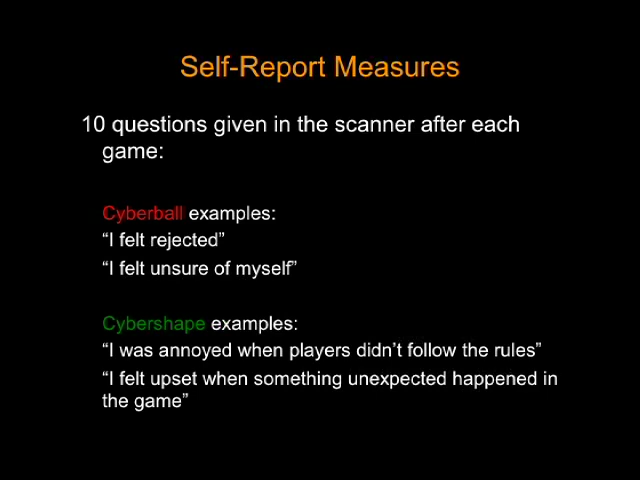 Self-Report Measures
10 questions given in the scanner after each
game:
Cyberball examples:
“I felt rejected”
“I felt unsure of myself”
Cybershape examples:
“I was annoyed when players didn’t follow the rules”
“I felt upset when something unexpected happened in
the game”